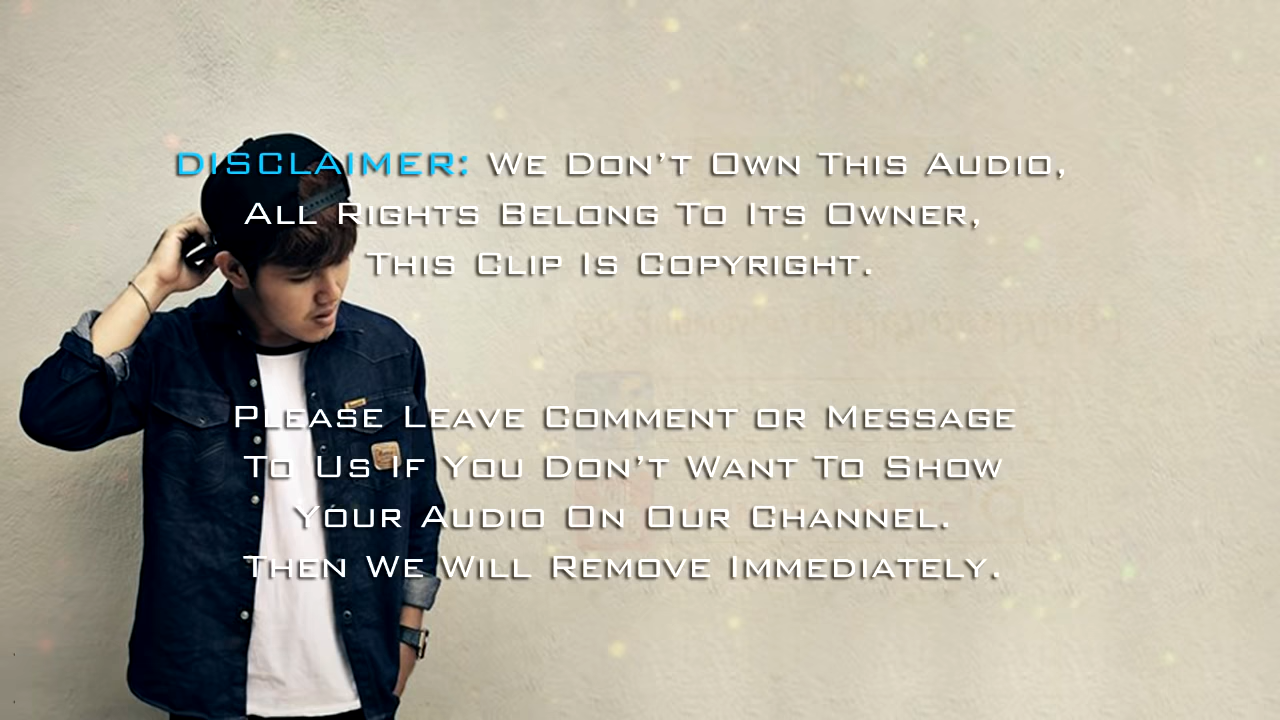 DISCLAIMER: We Don't Own This Audio,
All Rights Belong To Its Owner,
This Clip Is Copyright.
Please Leave Comment or Message
To Us If You Don't Want To Show
Your Audio On Our Channel.
Then We Will Remove Immediately.